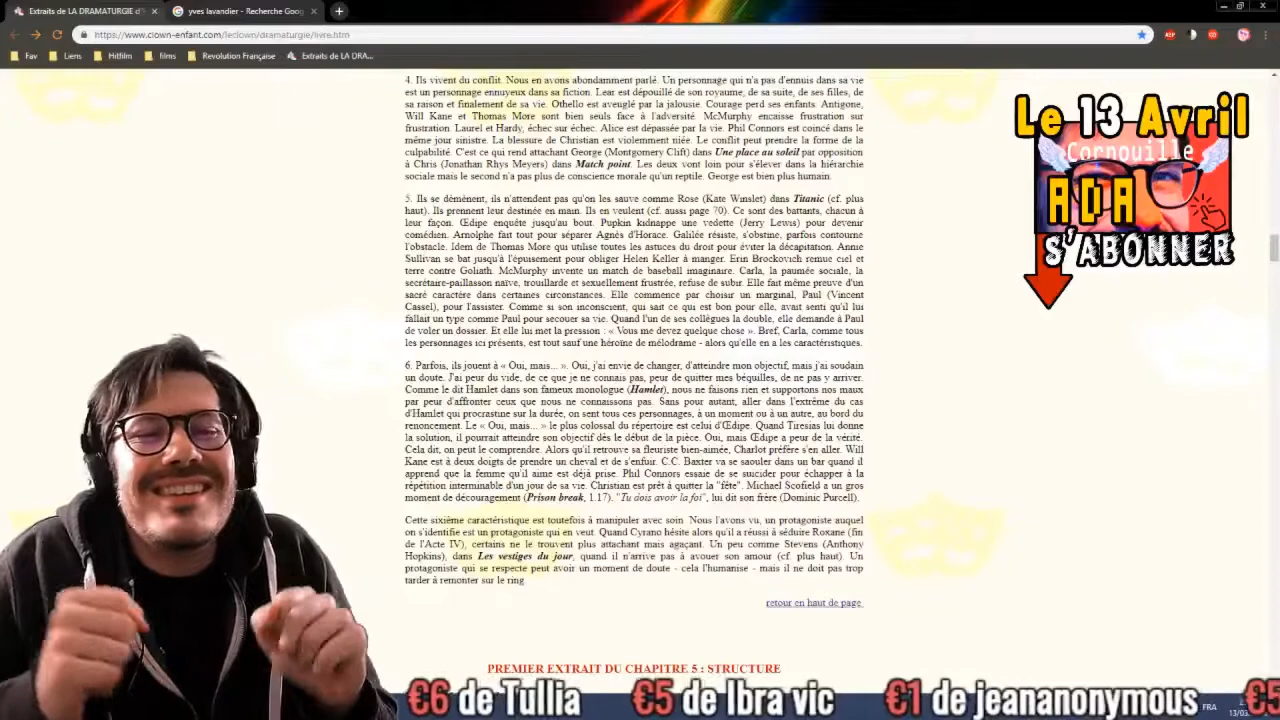 Extraits de LA DRAMATURGIE d'
yves lavandier - Recherche Goog
https://www.clown-enfant.com/leclown/dramaturgie/livre.htm
Fav
Liens
Hitfilm
films
Revolution Française
Extraits de LA DRA...
4. Ils vivent du conflit. Nous en avons abondamment parlé. Un personnage qui n'a pas d'ennuis dans sa vie
est un personnage ennuyeux dans sa fiction. Lear est dépouillé de son royaume, de sa suite, de ses filles, de
sa raison et finalement de sa vie. Othello est aveuglé par la jalousie. Courage perd ses enfants. Antigone,
Will Kane et Thomas More sont bien seuls face à l'adversité. McMurphy encaisse frustration sur
frustration. Laurel et Hardy, échec sur échec. Alice est dépassée par la vie. Phil Connors est coincé dans le
même jour sinistre. La blessure de Christian est violemment niée. Le conflit peut prendre la forme de la
culpabilité. C'est ce qui rend attachant George (Montgomery Clift) dans Une place au soleil par opposition
à Chris (Jonathan Rhys Meyers) dans Match point. Les deux vont loin pour s'élever dans la hiérarchie
sociale mais le second n'a pas plus de conscience morale qu'un reptile. George est bien plus humain.
5. Ils se démènent, ils n'attendent pas qu'on les sauve comme Rose (Kate Winslet) dans Titanic (cf. plus
haut). Ils prennent leur destinée en main. Ils en veulent (cf. aussi page 70). Ce sont des battants, chacun à
leur façon. Œdipe enquête jusqu'au bout. Pupkin kidnappe une vedette (Jerry Lewis) pour devenir
comédien. Arnolphe fait tout pour séparer Agnès d'Horace. Galilée résiste, s'obstine, parfois contourne
l'obstacle. Idem de Thomas More qui utilise toutes les astuces du droit pour éviter la décapitation. Annie
Sullivan se bat jusqu'à l'épuisement pour obliger Helen Keller à manger. Erin Brockovich remue ciel et
terre contre Goliath. McMurphy invente un match de baseball imaginaire. Carla, la paumée sociale, la
secrétaire-paillasson naïve, trouillarde et sexuellement frustrée, refuse de subir. Elle fait même preuve d'un
sacré caractère dans certaines circonstances. Elle commence par choisir un marginal, Paul (Vincent
Cassel), pour l'assister. Comme si son inconscient, qui sait ce qui est bon pour elle, avait senti qu'il lui
fallait un type comme Paul pour secouer sa vie. Quand l'un de ses collègues la double, elle demande à Paul
de voler un dossier. Et elle lui met la pression : « Vous me devez quelque chose ». Bref, Carla, comme tous
les personnages ici présents, est tout sauf une héroïne de mélodrame - alors qu'elle en a les caractéristiques.
6. Parfois, ils jouent à « Oui, mais... ». Oui, j'ai envie de changer, d'atteindre mon objectif, mais j'ai soudain
un doute. J'ai peur du vide, de ce que je ne connais pas, peur de quitter mes béquilles, de ne pas y arriver.
Comme le dit Hamlet dans son fameux monologue (Hamlet), nous ne faisons rien et supportons nos maux
par peur d'affronter ceux que nous ne connaissons pas. Sans pour autant, aller dans l'extrême du cas
d'Hamlet qui procrastine sur la durée, on sent tous ces personnages, à un moment ou à un autre, au bord du
renoncement. Le « Oui, mais... » le plus colossal du répertoire est celui d'Œdipe. Quand Tiresias lui donne
la solution, il pourrait atteindre son objectif dès le début de la pièce. Oui, mais Œdipe a peur de la vérité.
Cela dit, on peut le comprendre. Alors qu'il retrouve sa fleuriste bien-aimée, Charlot préfère s'en aller. Will
Kane est à deux doigts de prendre un cheval et de s'enfuir. C.C. Baxter va se saouler dans un bar quand il
apprend que la femme qu'il aime est déjà prise. Phil Connors essaie de se suicider pour échapper à la
répétition interminable d'un jour de sa vie. Christian est prêt à quitter la "fête". Michael Scofield a un gros
moment de découragement (Prison break, 1.17). "Tu dois avoir la foi", lui dit son frère (Dominic Purcell).
Cette sixième caractéristique est toutefois à manipuler avec soin. Nous l'avons vu, un protagoniste auquel
on s'identifie est un protagoniste qui en veut. Quand Cyrano hésite alors qu'il a réussi à séduire Roxane (fin
de l'Acte IV), certains ne le trouvent plus attachant mais agaçant. Un peu comme Stevens (Anthony
Hopkins), dans Les vestiges du jour, quand il n'arrive pas à avouer son amour (cf. plus haut). Un
protagoniste qui se respecte peut avoir un moment de doute - cela l'humanise - mais il ne doit pas trop
tarder à remonter sur le ring.
retour en haut de page
PREMIER EXTRAIT DU CHAPITRE 5 : STRUCTURE
Le 13 Avril
Cornouille
ADA
S'ABONNER
€6 de Tullia €5 de Ibra vic €1 de jeananonymous €5
FRA